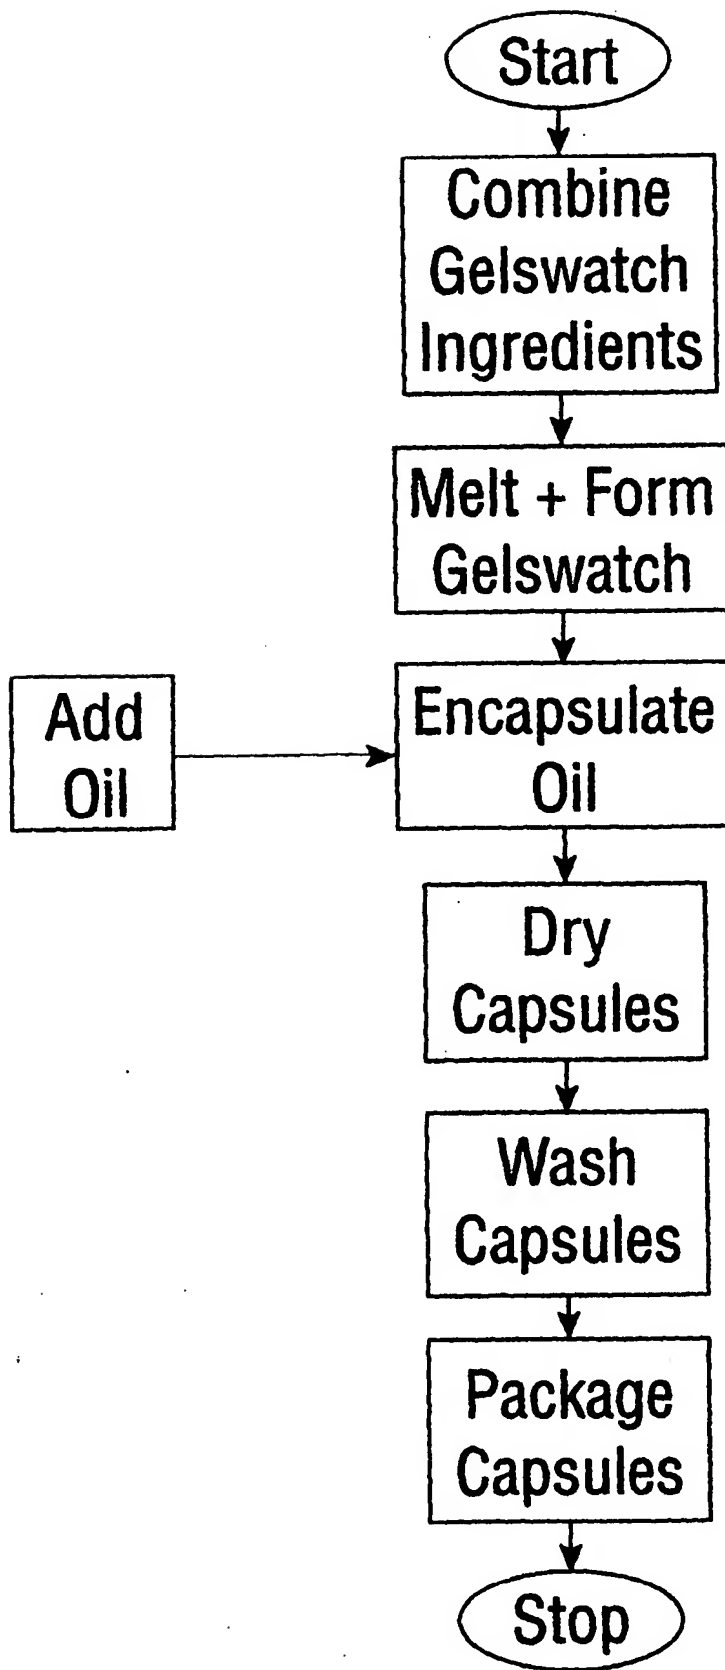 Start
Combine
Gelswatch
Ingredients
Melt + Form
Gelswatch
Add
Oil
Encapsulate
Oil
Dry
Capsules
Wash
Capsules
Package
Capsules
Stop